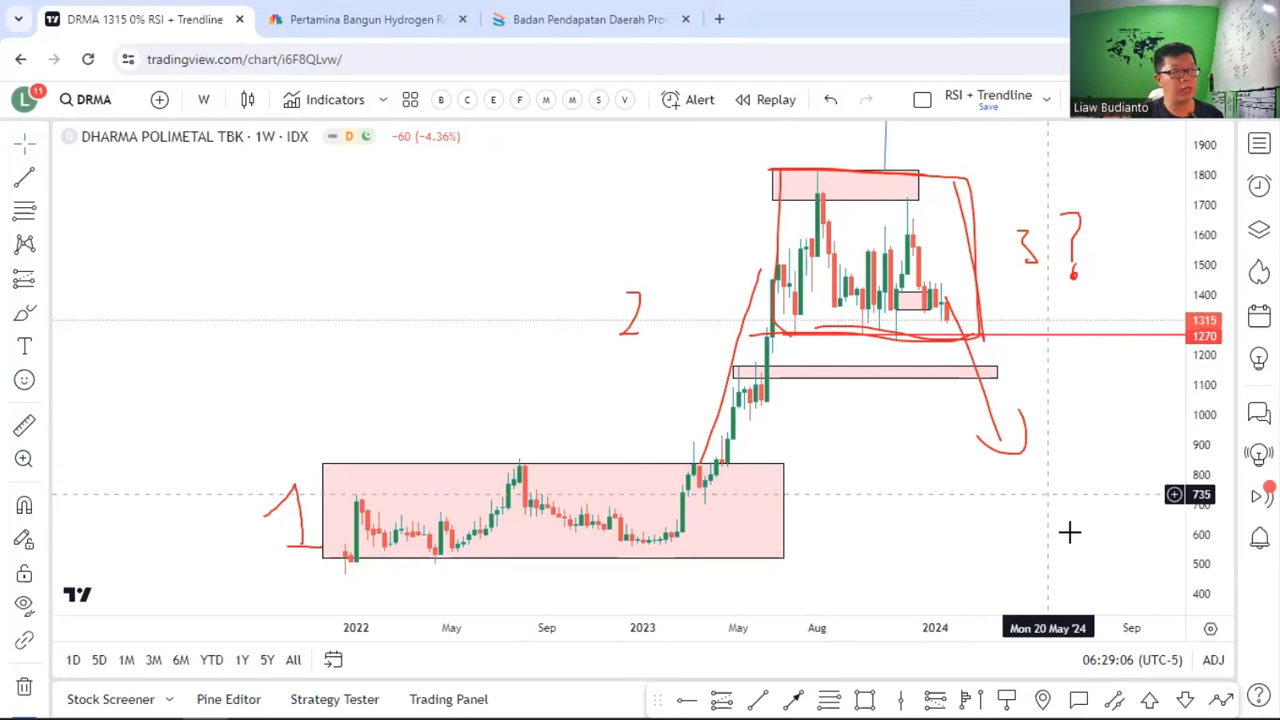 DRMA 1315 0% RSI + Trendline
Pertamina Bangun Hydrogen Re
Badan Pendapatan Daerah Prov
tradingview.com/chart/i6F8QLvw/
L
11
DRMA
W
Indicators
B
C
E
F
M
M
S
V
Alert
Replay
RSI + Trendline
Save
Liaw Budianto
DHARMA POLIMETAL TBK · 1W · IDX
D
−60 (−4.36%)
1900
1800
1700
1600
1500
1400
1315
1270
1200
1100
1000
900
800
735
700
600
500
400
1
2
3 ?
2022
May
Sep
2023
May
Aug
2024
Mon 20 May '24
Sep
1D
5D
1M
3M
6M
YTD
1Y
5Y
All
06:29:06 (UTC-5)
ADJ
Stock Screener
Pine Editor
Strategy Tester
Trading Panel